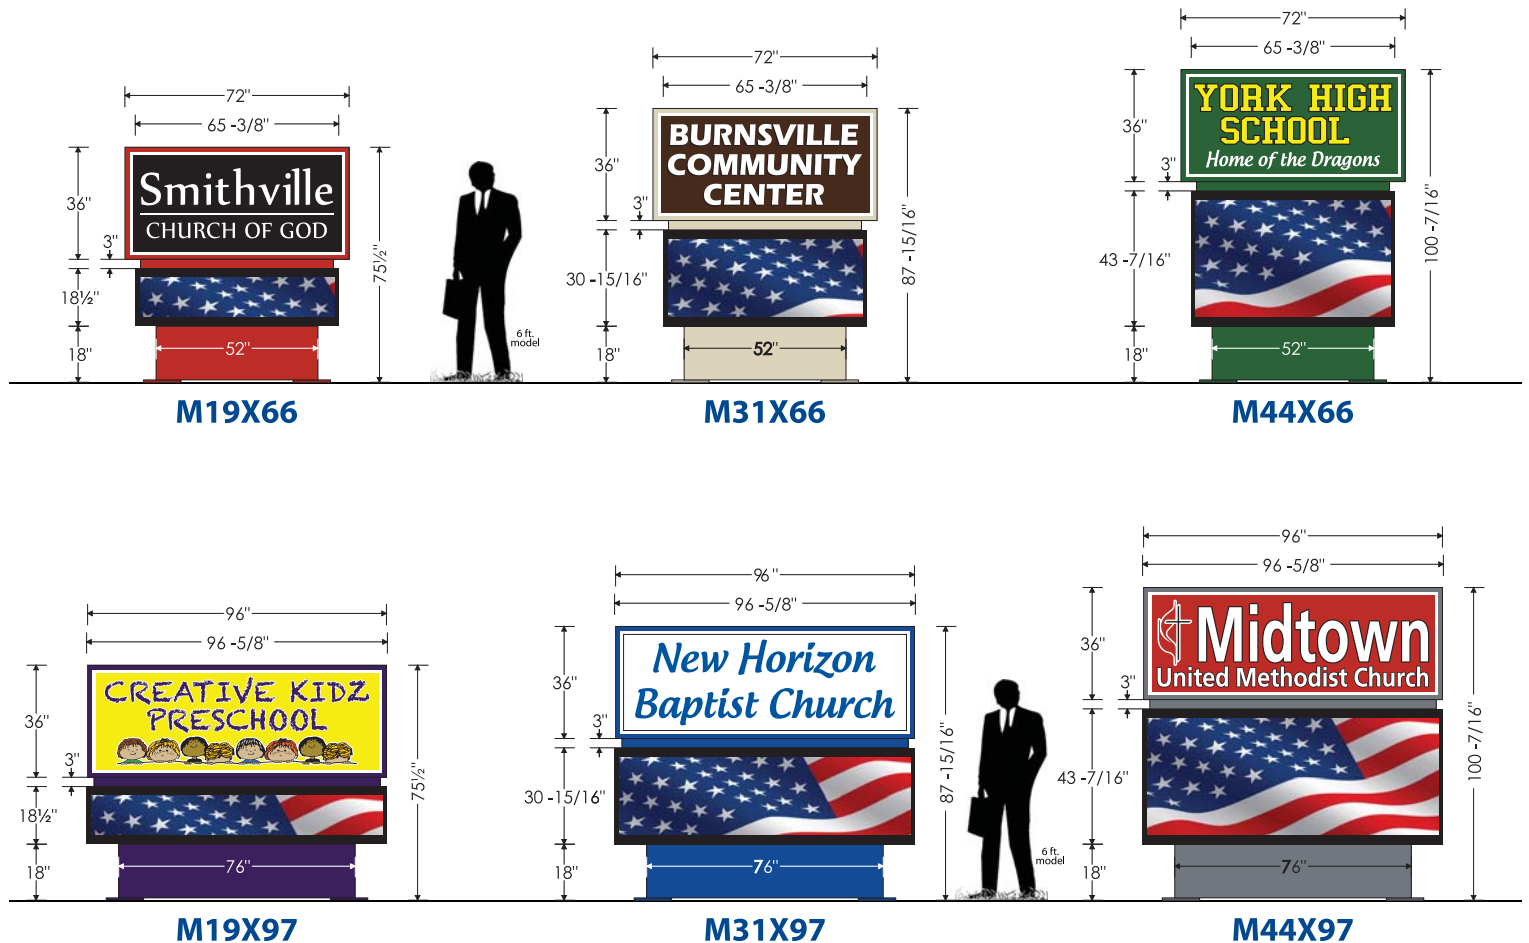 72"
65 -3/8"
36"
3"
18½"
18"
75½"
Smithville
CHURCH OF GOD
52"
M19X66
6 ft.
model
72"
65 -3/8"
36"
3"
30 -15/16"
18"
87 -15/16"
BURNSVILLE
COMMUNITY
CENTER
52"
M31X66
72"
65 -3/8"
36"
3"
43 -7/16"
18"
100 -7/16"
YORK HIGH
SCHOOL
Home of the Dragons
52"
M44X66
96"
96 -5/8"
36"
3"
18½"
18"
75½"
CREATIVE KIDZ
PRESCHOOL
76"
M19X97
96"
96 -5/8"
36"
3"
30 -15/16"
18"
87 -15/16"
New Horizon
Baptist Church
76"
M31X97
6 ft.
model
96"
96 -5/8"
36"
3"
43 -7/16"
18"
100 -7/16"
Midtown
United Methodist Church
76"
M44X97